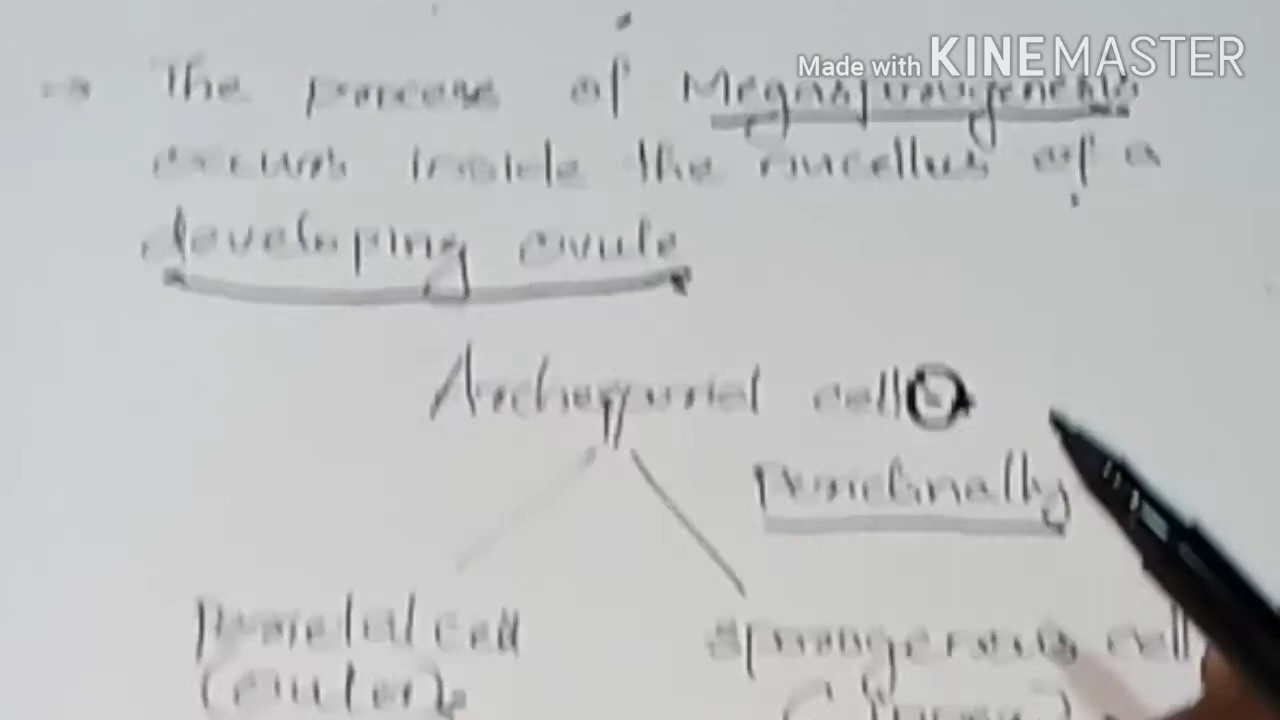 Made with KINEMASTER
→ The process of Megasporogenesis
occurs inside the nucellus of a
developing ovule
Archesporial cell
periclinally
parietal cell
sporogenous cell
(outer)
(Inner)